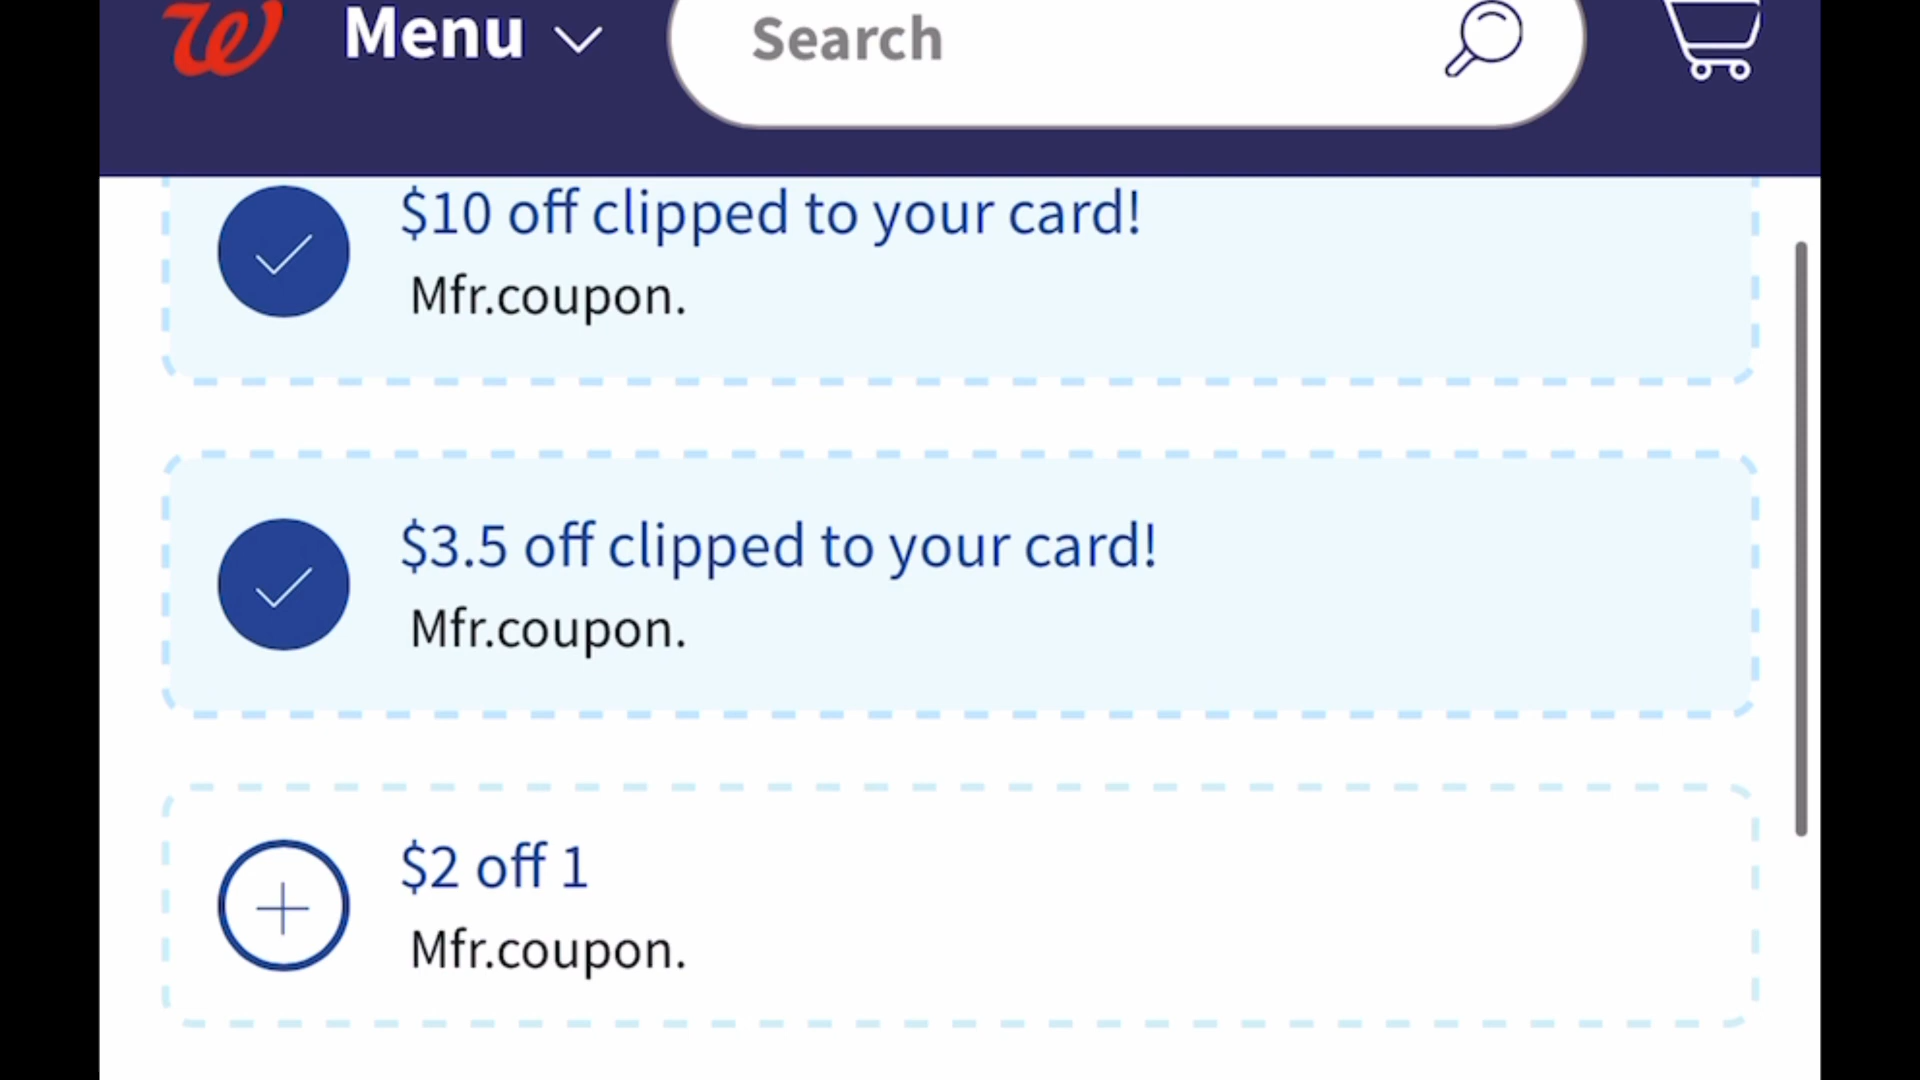 W Menu Search
$10 off clipped to your card!
Mfr.coupon.
$3.5 off clipped to your card!
Mfr.coupon.
$2 off 1
Mfr.coupon.